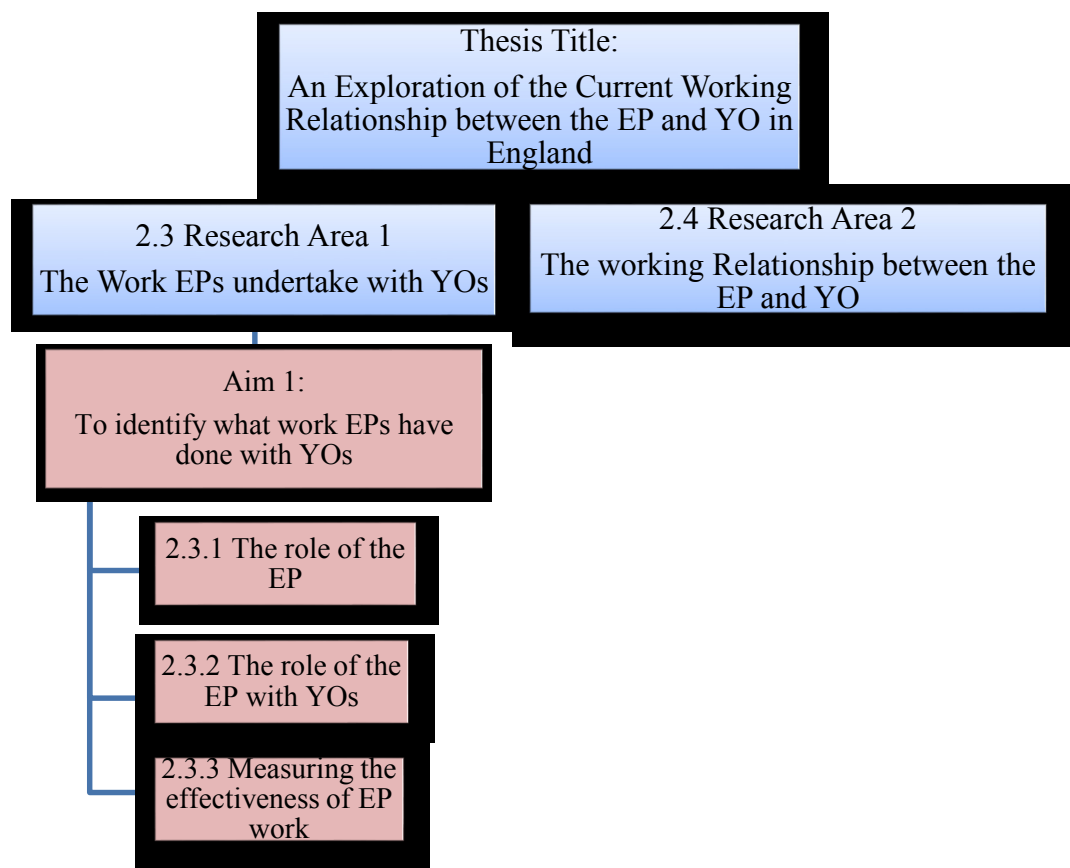 Thesis Title:
An Exploration of the Current Working
Relationship between the EP and YO in
England
2.3 Research Area 1
The Work EPs undertake with YOs
2.4 Research Area 2
The working Relationship between the
EP and YO
Aim 1:
To identify what work EPs have
done with YOs
2.3.1 The role of the
EP
2.3.2 The role of the
EP with YOs
2.3.3 Measuring the
effectiveness of EP
work